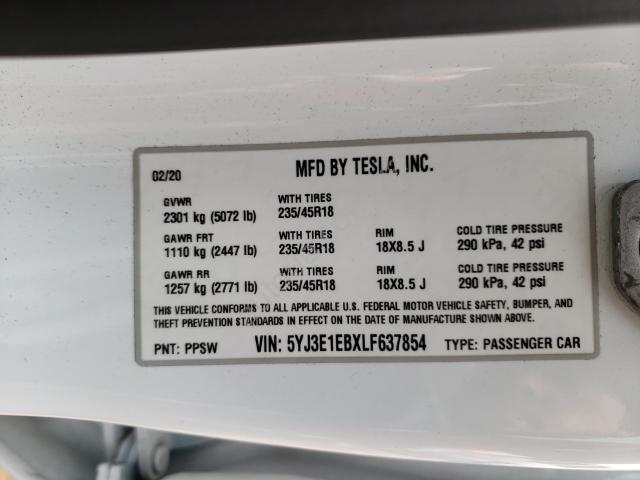 02/20 MFD BY TESLA, INC.
GVWR WITH TIRES
2301 kg (5072 lb) 235/45R18
GAWR FRT WITH TIRES RIM COLD TIRE PRESSURE
1110 kg (2447 lb) 235/45R18 18X8.5 J 290 kPa, 42 psi
GAWR RR WITH TIRES RIM COLD TIRE PRESSURE
1257 kg (2771 lb) 235/45R18 18X8.5 J 290 kPa, 42 psi
THIS VEHICLE CONFORMS TO ALL APPLICABLE U.S. FEDERAL MOTOR VEHICLE SAFETY, BUMPER, AND
THEFT PREVENTION STANDARDS IN EFFECT ON THE DATE OF MANUFACTURE SHOWN ABOVE.
PNT: PPSW VIN: 5YJ3E1EBXLF637854 TYPE: PASSENGER CAR